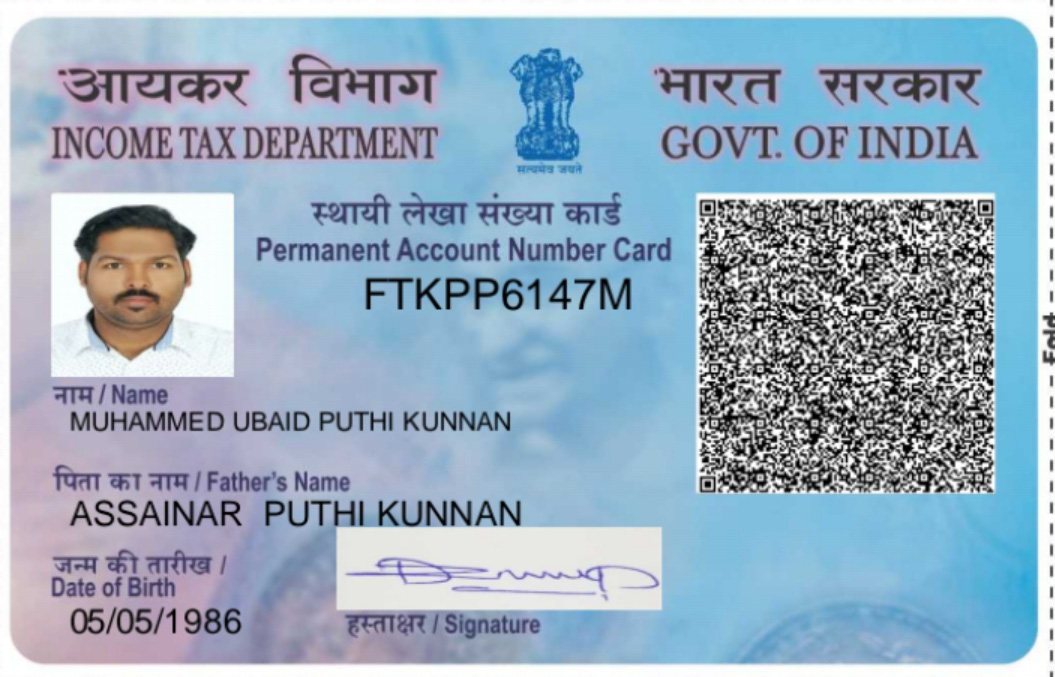 आयकर विभाग
INCOME TAX DEPARTMENT
सत्यमेव जयते
भारत सरकार
GOVT. OF INDIA
स्थायी लेखा संख्या कार्ड
Permanent Account Number Card
FTKPP6147M
नाम / Name
MUHAMMED UBAID PUTHI KUNNAN
पिता का नाम / Father's Name
ASSAINAR PUTHI KUNNAN
जन्म की तारीख /
Date of Birth
05/05/1986
हस्ताक्षर / Signature
Fold